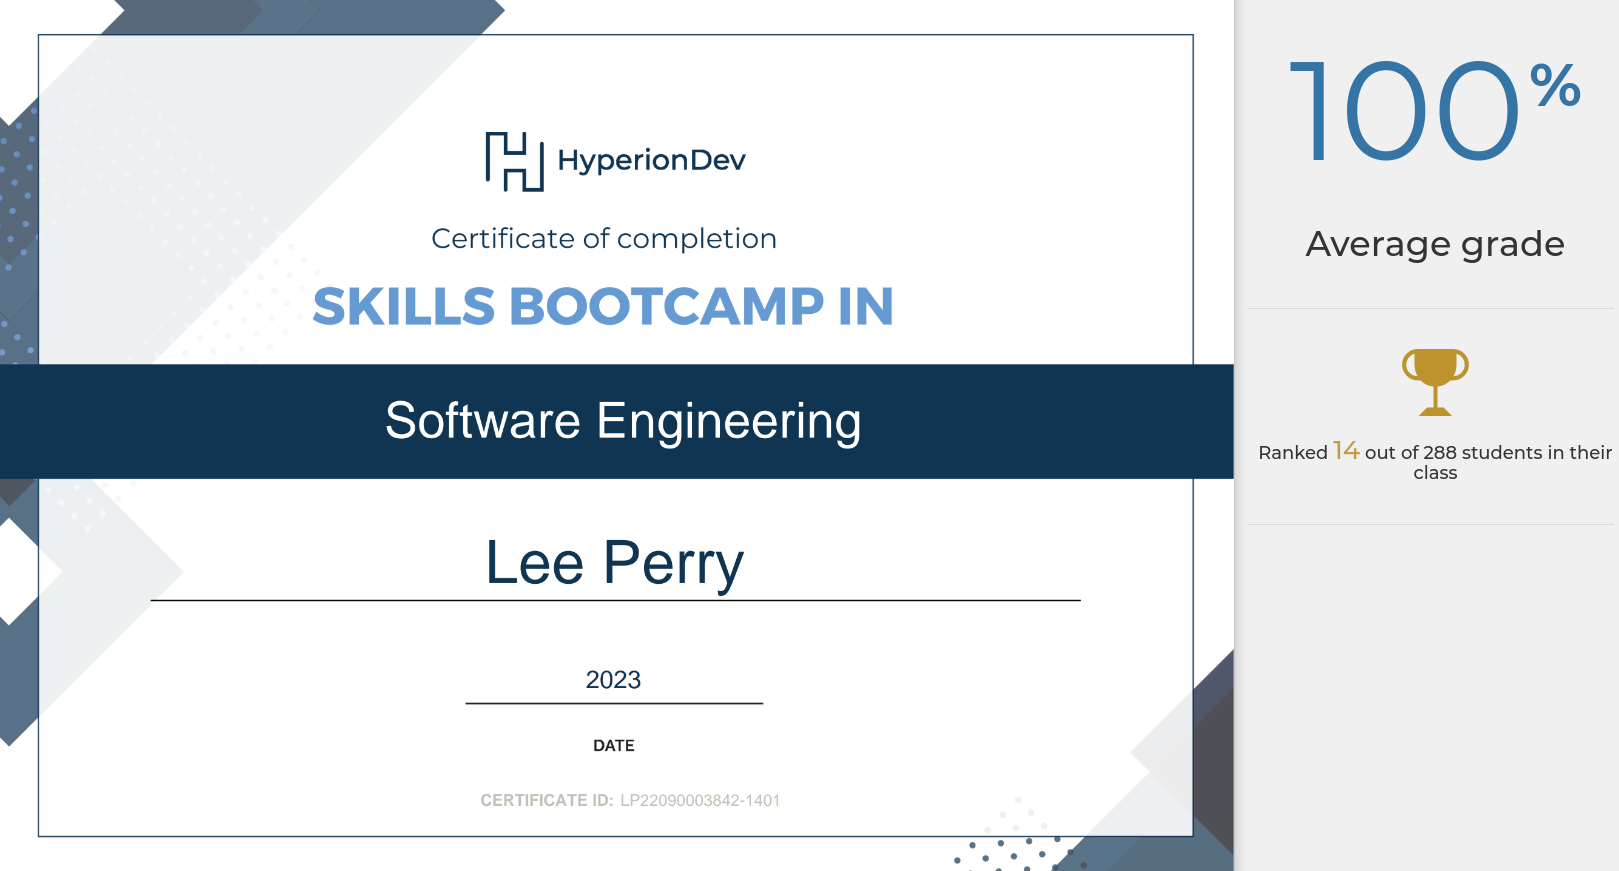 HyperionDev
Certificate of completion
SKILLS BOOTCAMP IN
Software Engineering
Lee Perry
2023
DATE
CERTIFICATE ID: LP22090003842-1401
100%
Average grade
Ranked 14 out of 288 students in their
class